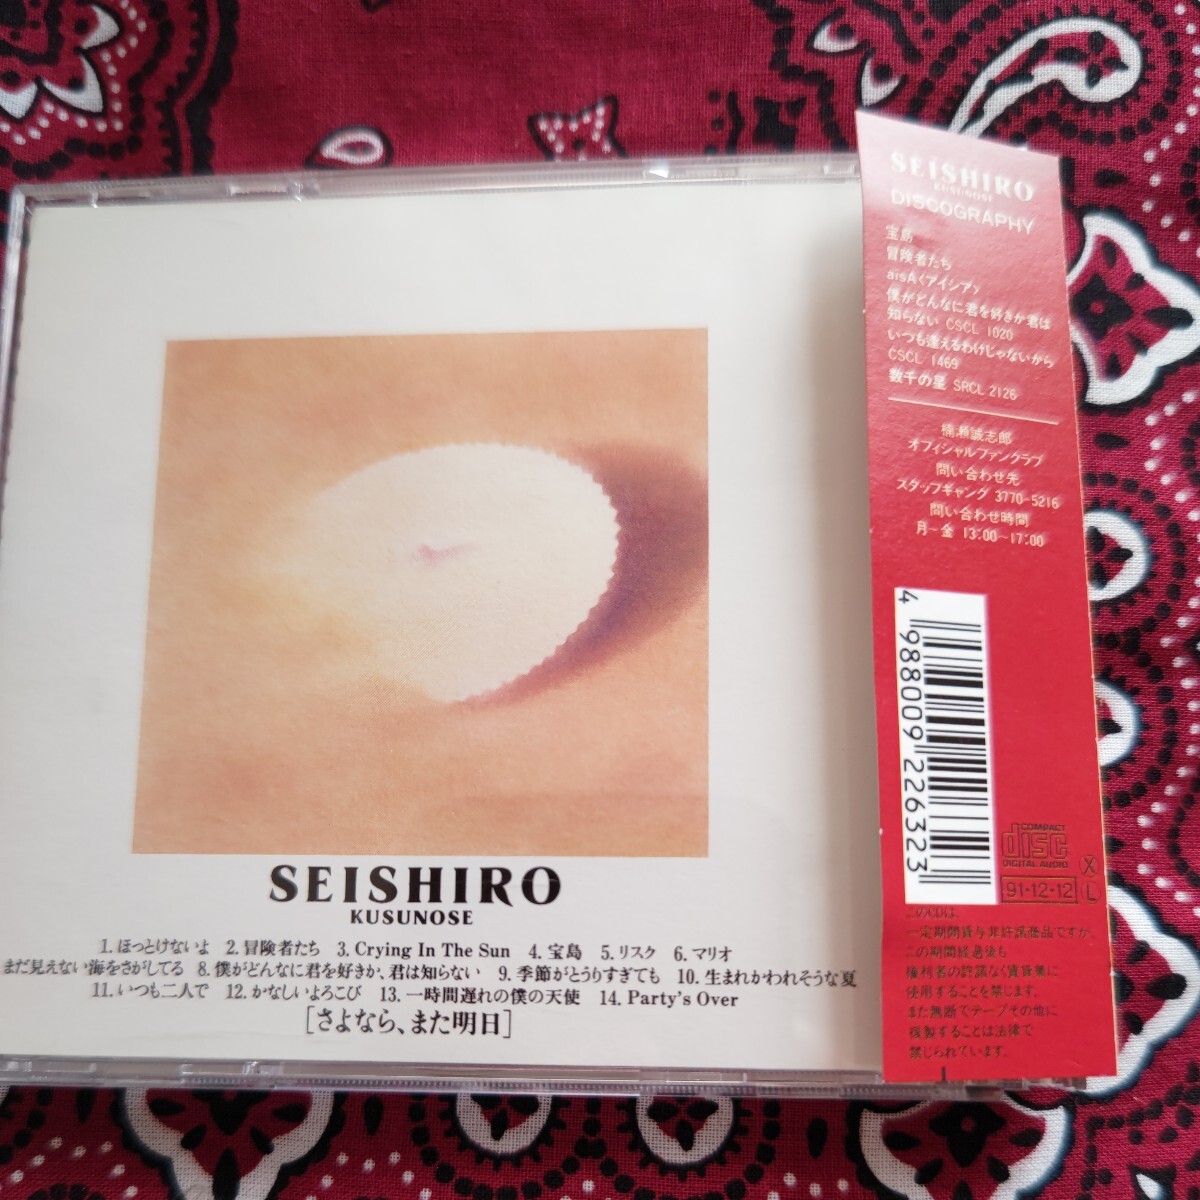 SEISHIRO
KUSUNOSE
1. ほっとけないよ 2. 冒険者たち 3. Crying In The Sun 4. 宝島 5. リスク 6. マリオ
まだ見えない海をさがしてる 8. 僕がどんなに君を好きか、君は知らない 9. 季節がとうりすぎても 10. 生まれかわれそうな夏
11. いつも二人で 12. かなしいよろこび 13. 一時間遅れの僕の天使 14. Party's Over
[さよなら、また明日]
SEISHIRO
KUSUNOSE
DISCOGRAPHY
宝島
冒険者たち
aisA〈アイシア〉
僕がどんなに君を好きか君は
知らない CSCL 1020
いつも逢えるわけじゃないから
CSCL 1469
数千の星 SRCL 2126
楠瀬誠志郎
オフィシャルファンクラブ
問い合わせ先
スタッフギャング 3770-5216
問い合わせ時間
月~金 13:00~17:00
4 988009 226323
COMPACT
disc
DIGITAL AUDIO
X
91-12-12
L
このCDは、
一定期間貸与非許諾商品ですが、
この期間経過後も
権利者の許諾なく賃貸業に
使用することを禁じます。
また無断でテープその他に
複製することは法律で
禁じられています。